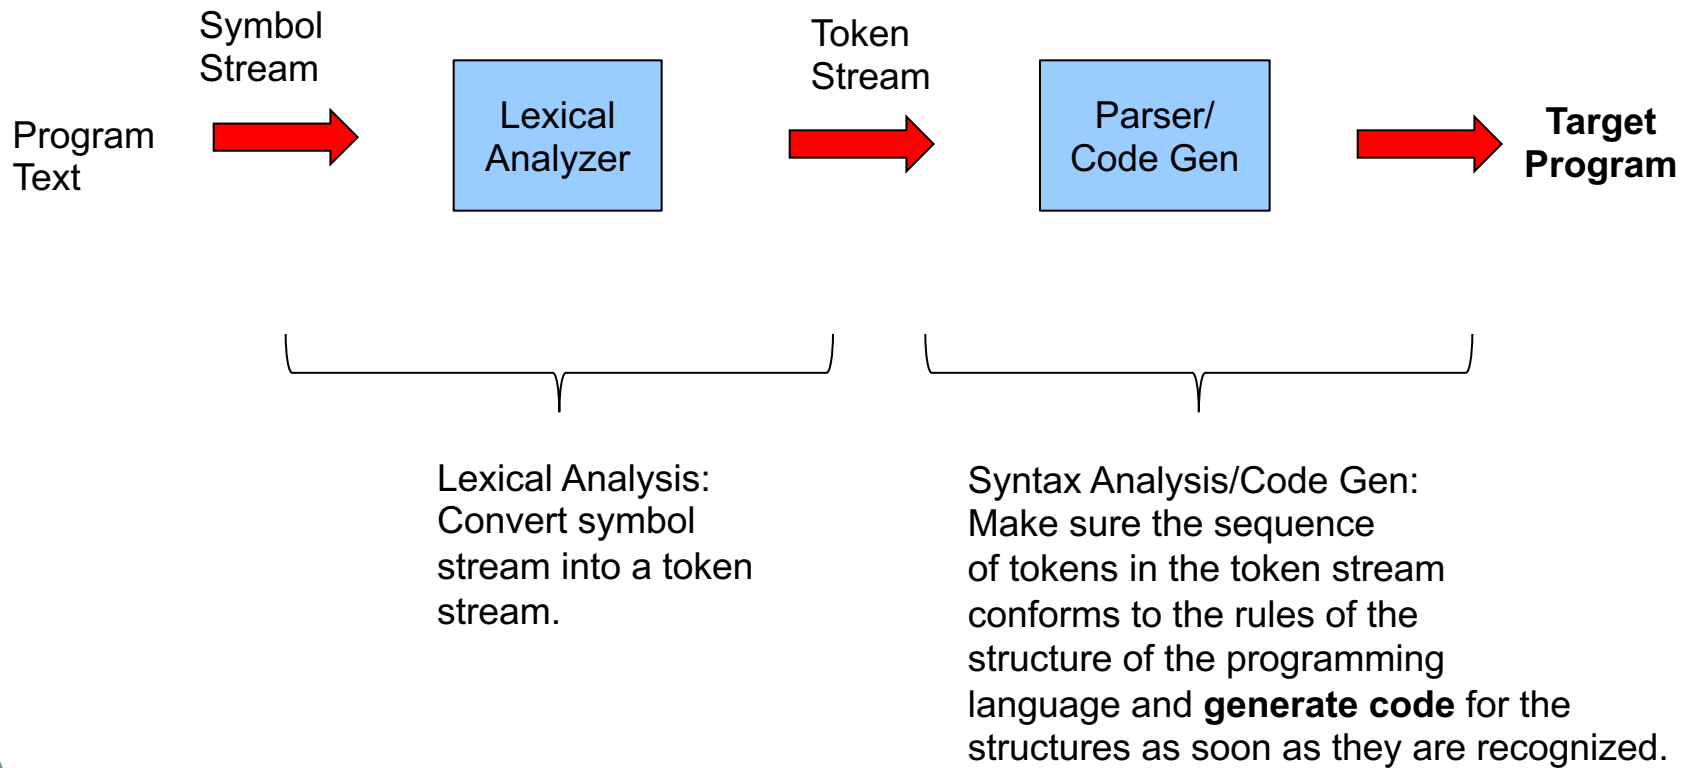 Symbol
Stream
Token
Stream
Program
Text
Lexical
Analyzer
Parser/
Code Gen
Target
Program
Lexical Analysis:
Convert symbol
stream into a token
stream.
Syntax Analysis/Code Gen:
Make sure the sequence
of tokens in the token stream
conforms to the rules of the
structure of the programming
language and generate code for the
structures as soon as they are recognized.